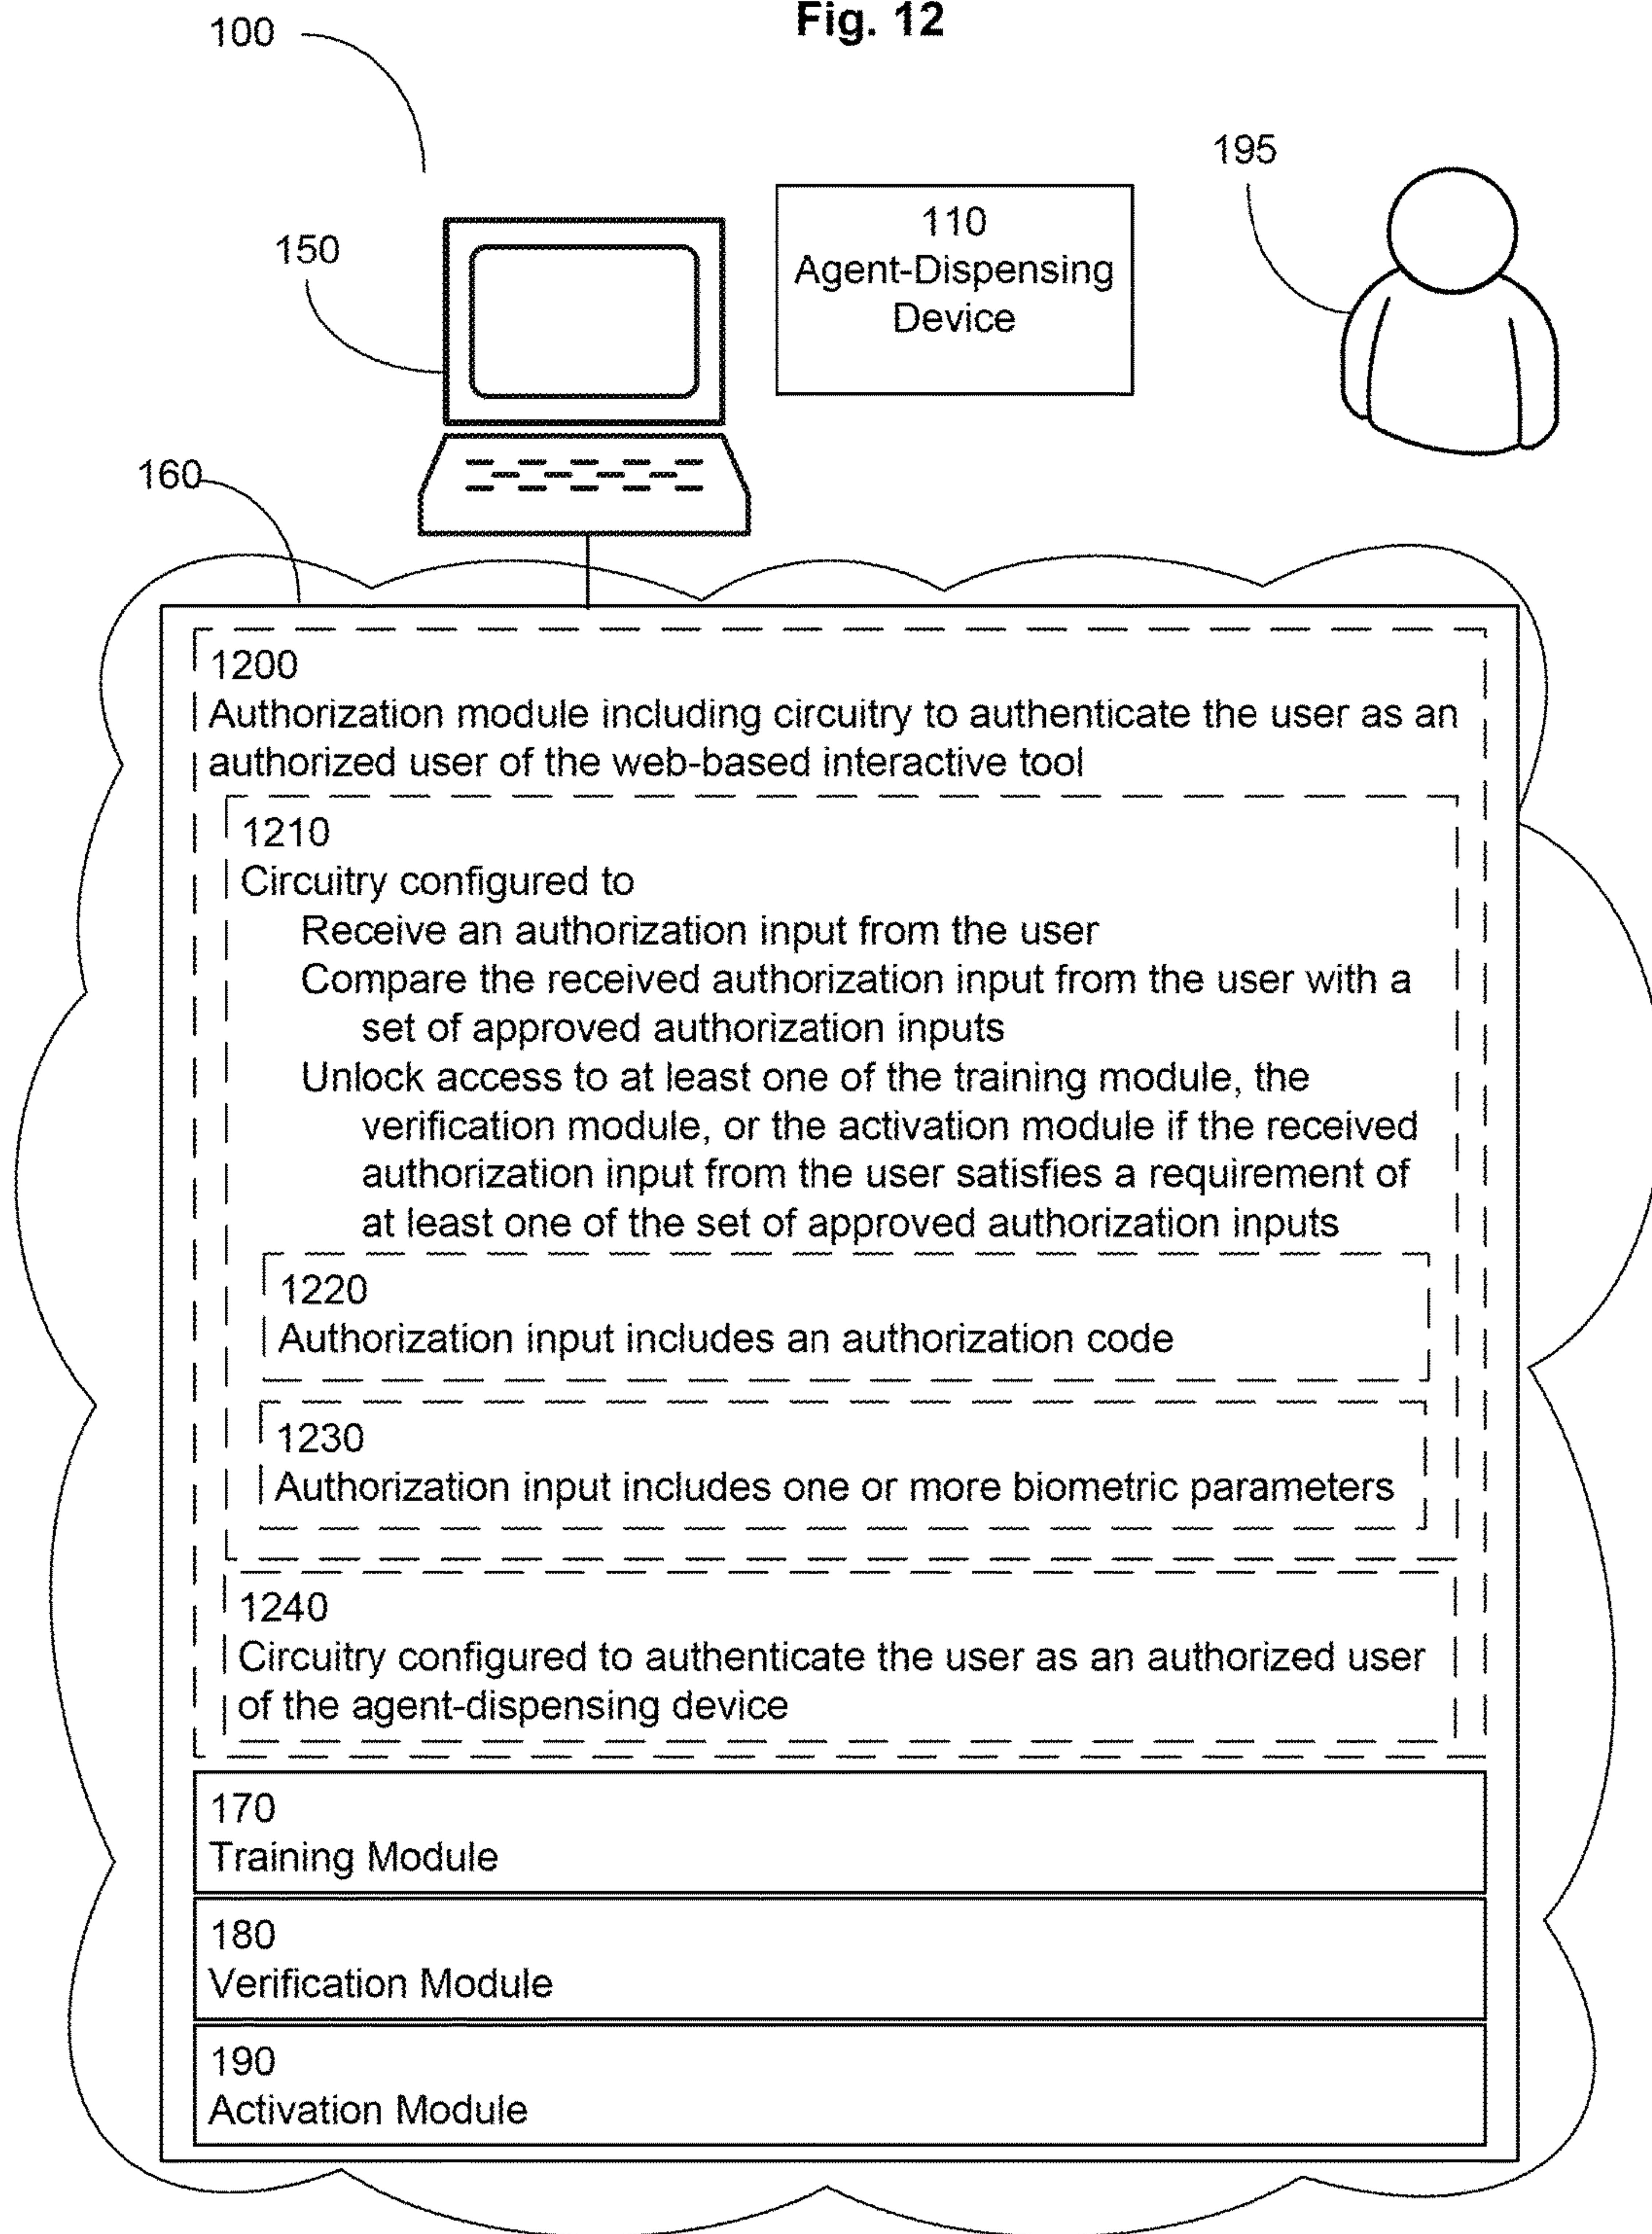 Fig. 12
100
195
110
Agent-Dispensing
Device
150
160
1200
Authorization module including circuitry to authenticate the user as an
authorized user of the web-based interactive tool
1210
Circuitry configured to
Receive an authorization input from the user
Compare the received authorization input from the user with a
set of approved authorization inputs
Unlock access to at least one of the training module, the
verification module, or the activation module if the received
authorization input from the user satisfies a requirement of
at least one of the set of approved authorization inputs
1220
Authorization input includes an authorization code
1230
Authorization input includes one or more biometric parameters
1240
Circuitry configured to authenticate the user as an authorized user
of the agent-dispensing device
170
Training Module
180
Verification Module
190
Activation Module